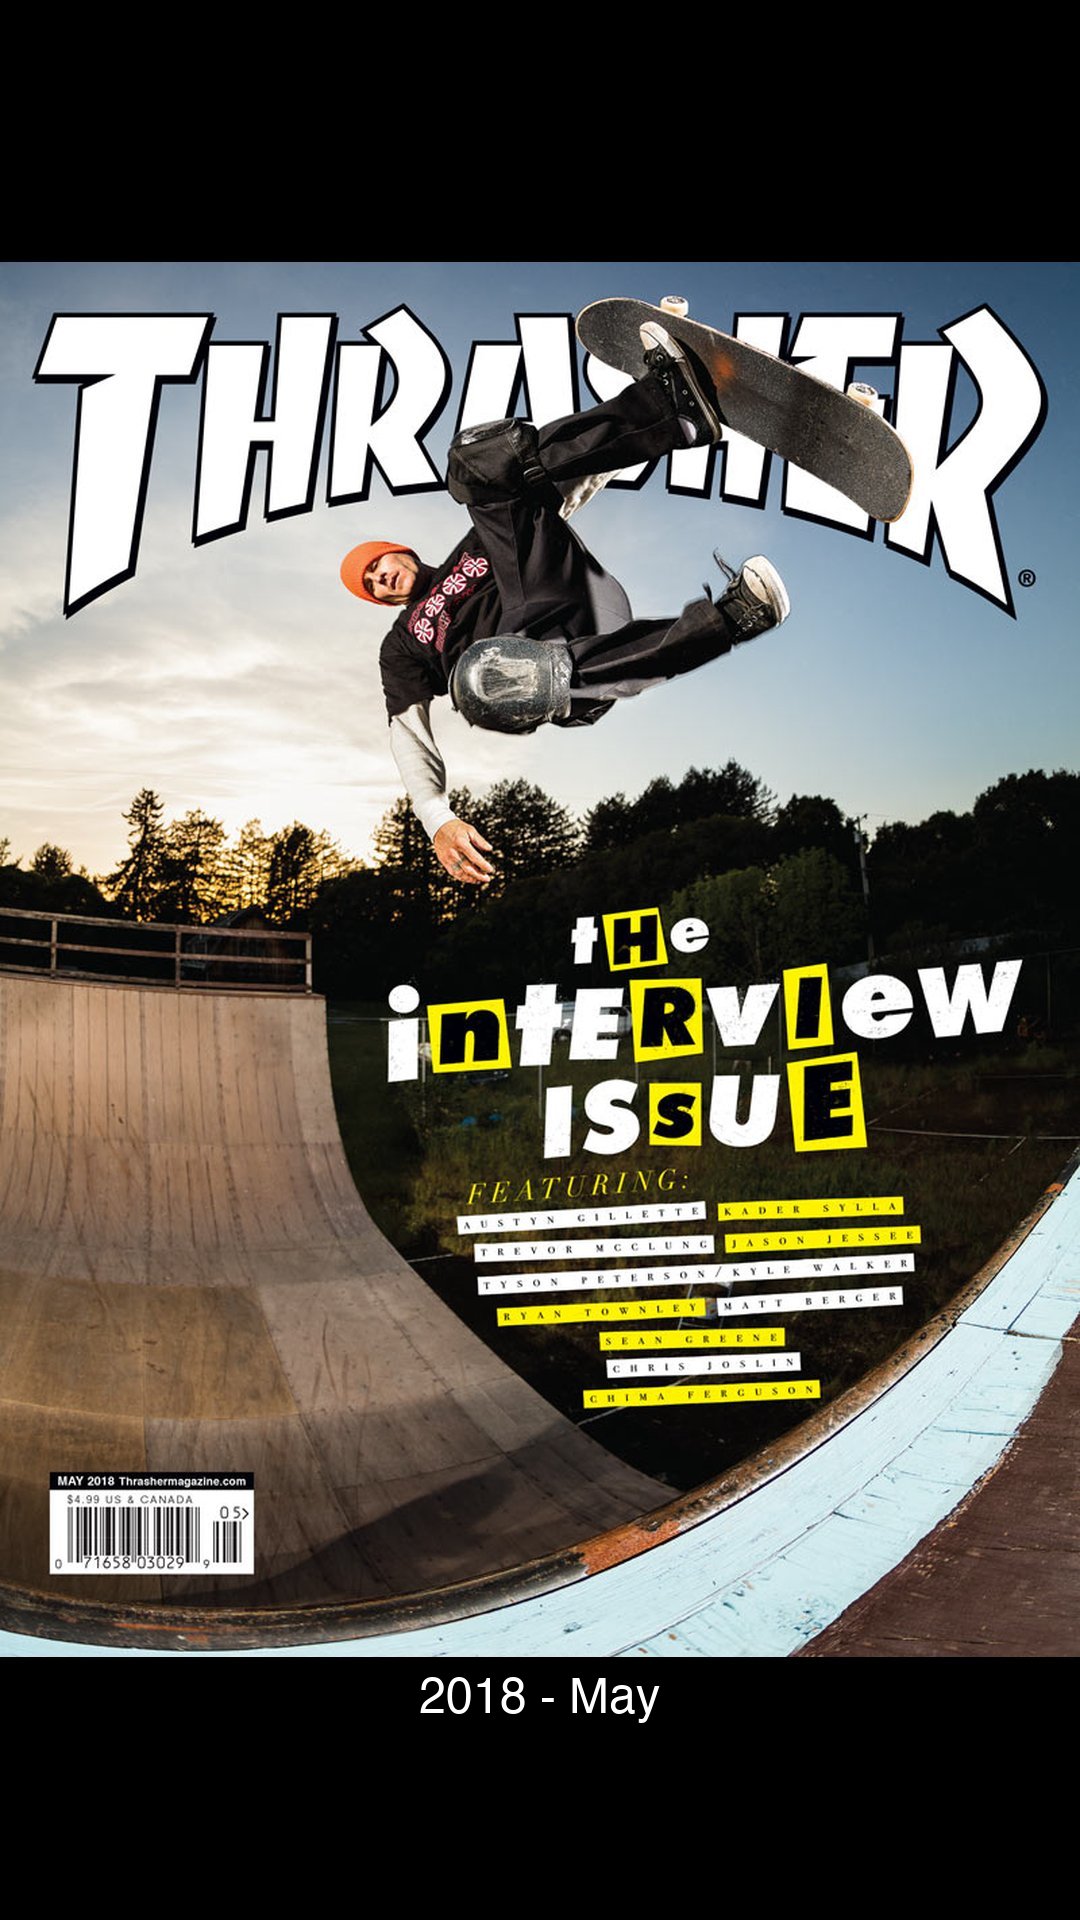 THRASHER®
tHe
inTERVIew
ISSUE
FEATURING:
AUSTYN GILLETTE KADER SYLLA
TREVOR MCCLUNG JASON JESSEE
TYSON PETERSON/KYLE WALKER
RYAN TOWNLEY MATT BERGER
SEAN GREENE
CHRIS JOSLIN
CHIMA FERGUSON
MAY 2018 Thrashermagazine.com
$4.99 US & CANADA
05>
0 71658 03029 9
2018 - May